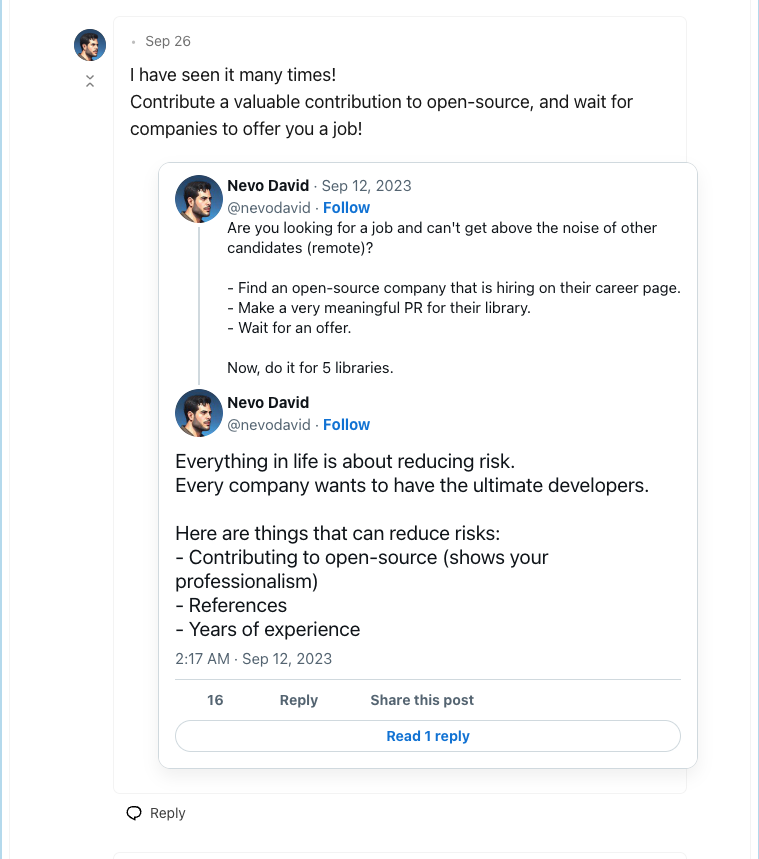 • Sep 26
I have seen it many times!
Contribute a valuable contribution to open-source, and wait for
companies to offer you a job!
Nevo David · Sep 12, 2023
@nevodavid · Follow
Are you looking for a job and can't get above the noise of other
candidates (remote)?
- Find an open-source company that is hiring on their career page.
- Make a very meaningful PR for their library.
- Wait for an offer.
Now, do it for 5 libraries.
Nevo David
@nevodavid · Follow
Everything in life is about reducing risk.
Every company wants to have the ultimate developers.
Here are things that can reduce risks:
- Contributing to open-source (shows your
professionalism)
- References
- Years of experience
2:17 AM · Sep 12, 2023
16 Reply Share this post
Read 1 reply
Reply